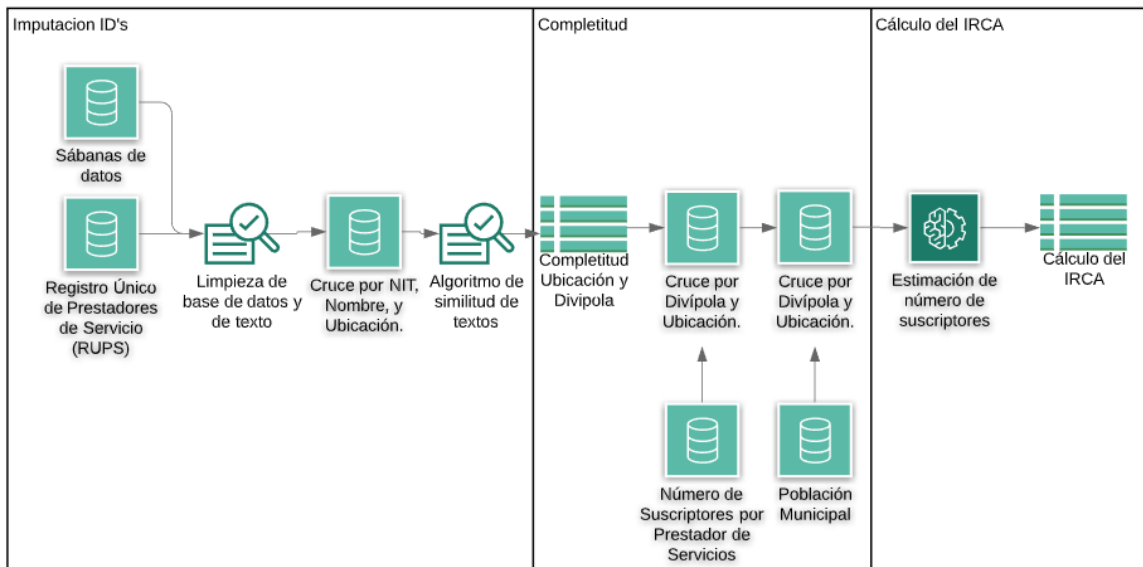 Imputacion ID's
Completitud
Cálculo del IRCA
Sábanas de
datos
Registro Único
de Prestadores
de Servicio
(RUPS)
Limpieza de
base de datos y
de texto
Cruce por NIT,
Nombre, y
Ubicación.
Algoritmo de
similitud de
textos
Completitud
Ubicación y
Divipola
Cruce por
Divípola y
Ubicación.
Cruce por
Divípola y
Ubicación.
Número de
Suscriptores por
Prestador de
Servicios
Población
Municipal
Estimación de
número de
suscriptores
Cálculo del
IRCA